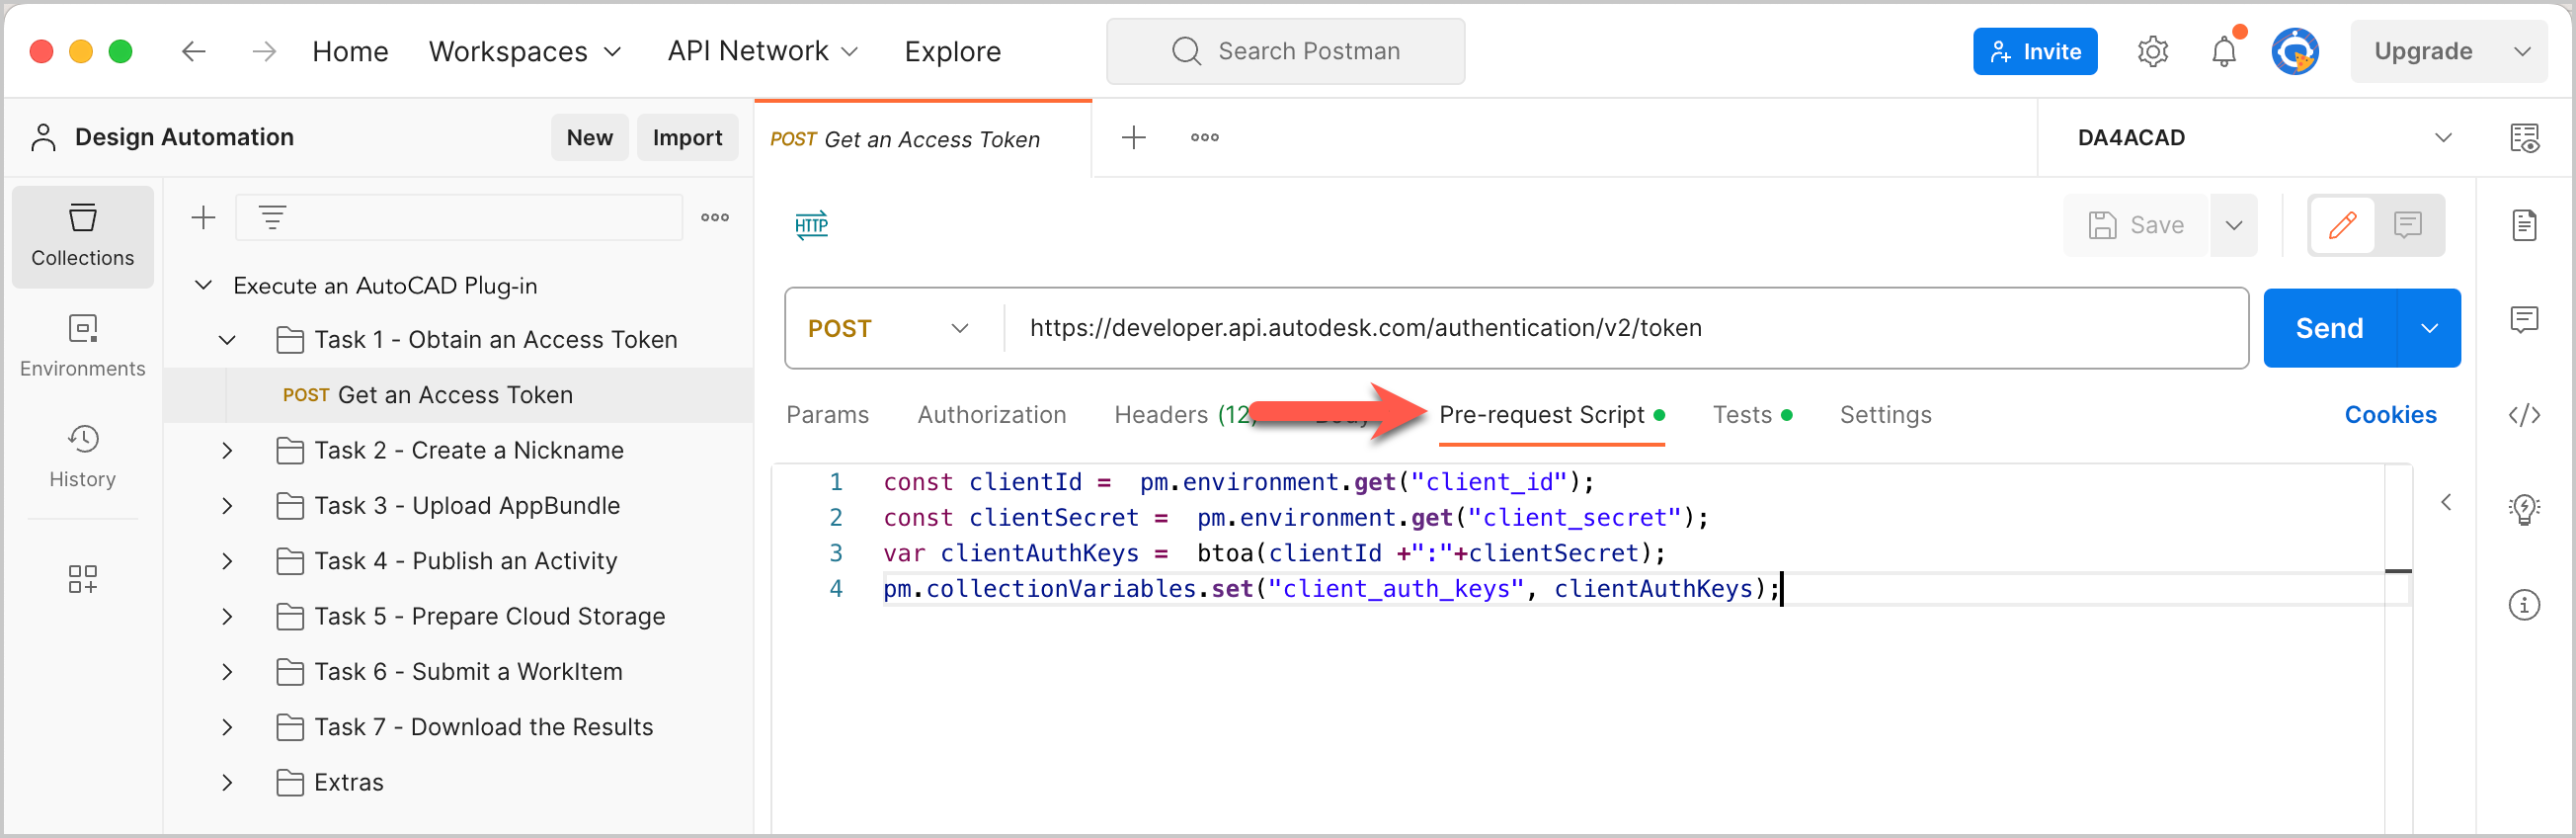 Home Workspaces API Network Explore Search Postman Invite Upgrade
Design Automation New Import
POST Get an Access Token
DA4ACAD
Collections
Environments
History
Execute an AutoCAD Plug-in
Task 1 - Obtain an Access Token
POST Get an Access Token
Task 2 - Create a Nickname
Task 3 - Upload AppBundle
Task 4 - Publish an Activity
Task 5 - Prepare Cloud Storage
Task 6 - Submit a WorkItem
Task 7 - Download the Results
Extras
HTTP
Save
POST https://developer.api.autodesk.com/authentication/v2/token Send
Params Authorization Headers (12) Body Pre-request Script Tests Settings Cookies
1 const clientId =  pm.environment.get("client_id");
2 const clientSecret =  pm.environment.get("client_secret");
3 var clientAuthKeys =  btoa(clientId +":"+clientSecret);
4 pm.collectionVariables.set("client_auth_keys", clientAuthKeys);